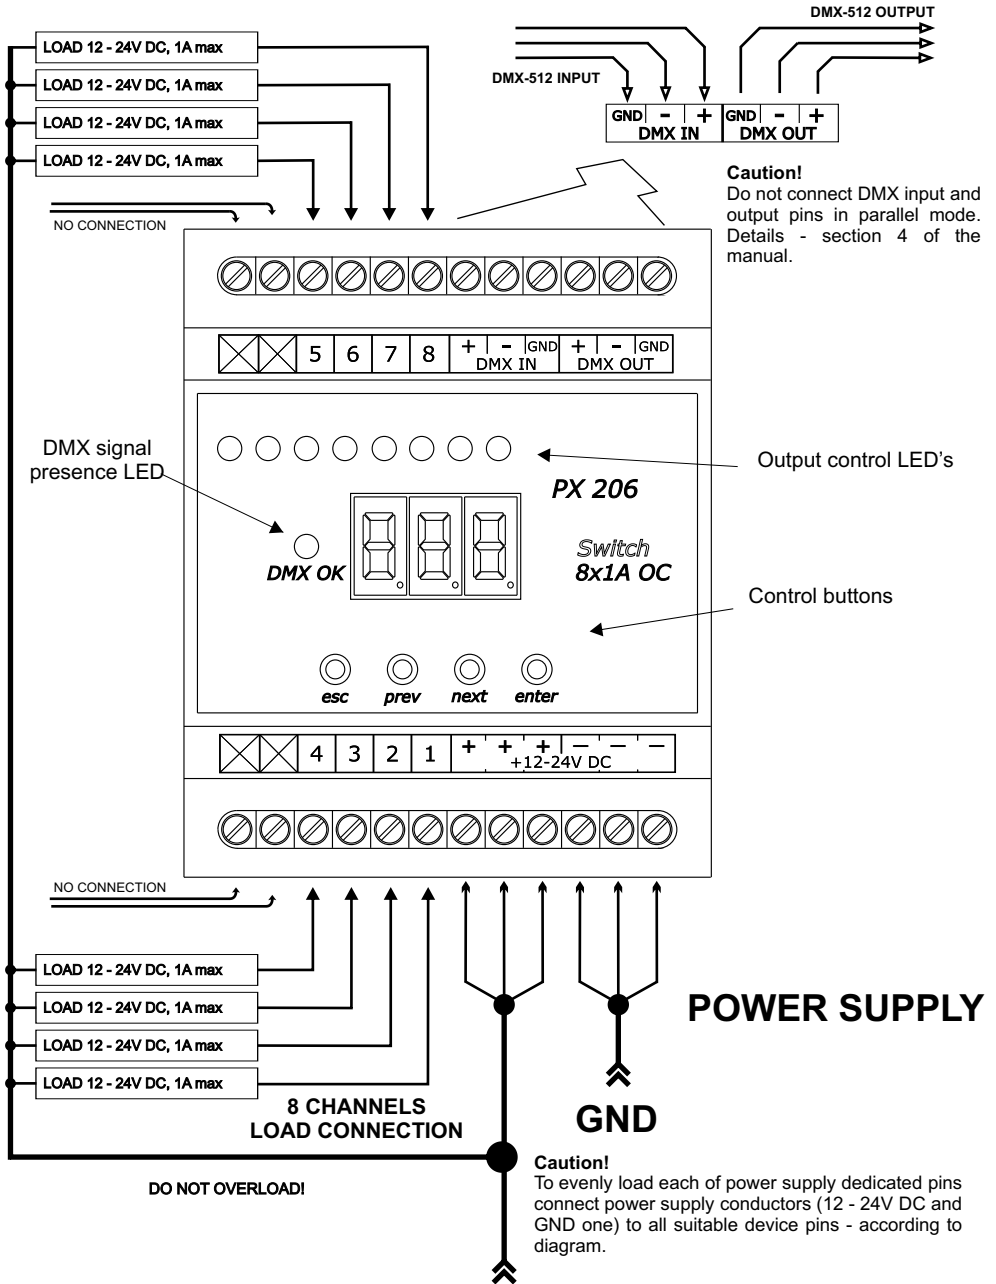 DMX-512 OUTPUT
LOAD 12 - 24V DC, 1A max
LOAD 12 - 24V DC, 1A max
LOAD 12 - 24V DC, 1A max
LOAD 12 - 24V DC, 1A max
DMX-512 INPUT
GND - + GND - +
DMX IN DMX OUT
Caution!
Do not connect DMX input and
output pins in parallel mode.
Details - section 4 of the
manual.
NO CONNECTION
5 6 7 8 + - GND + - GND
DMX IN DMX OUT
DMX signal
presence LED
Output control LED's
PX 206
Switch
8x1A OC
DMX OK
Control buttons
esc prev next enter
4 3 2 1 + + + - - -
+12-24V DC
NO CONNECTION
LOAD 12 - 24V DC, 1A max
LOAD 12 - 24V DC, 1A max
LOAD 12 - 24V DC, 1A max
LOAD 12 - 24V DC, 1A max
POWER SUPPLY
GND
8 CHANNELS
LOAD CONNECTION
DO NOT OVERLOAD!
Caution!
To evenly load each of power supply dedicated pins
connect power supply conductors (12 - 24V DC and
GND one) to all suitable device pins - according to
diagram.